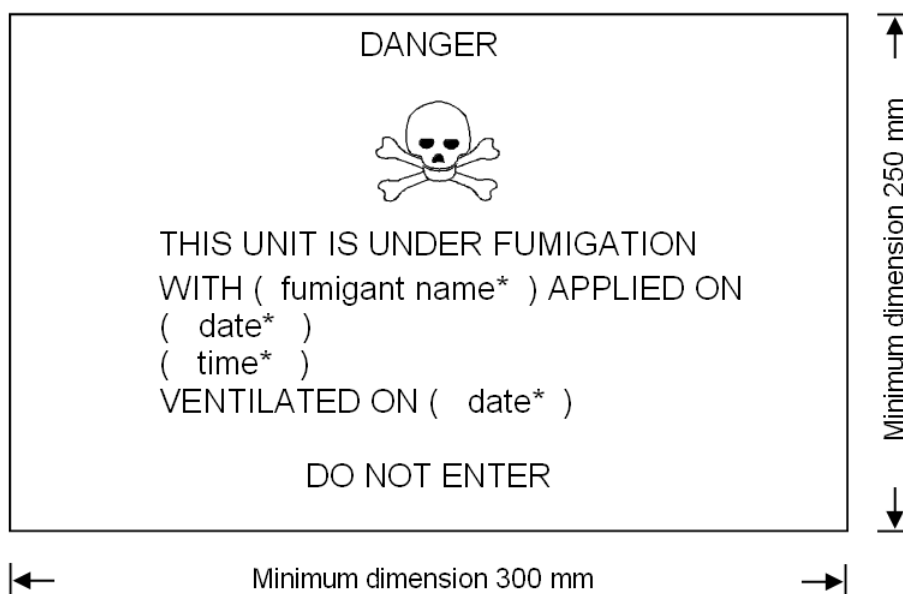 DANGER
THIS UNIT IS UNDER FUMIGATION
WITH ( fumigant name* ) APPLIED ON
( date* )
( time* )
VENTILATED ON ( date* )
DO NOT ENTER
Minimum dimension 250 mm
Minimum dimension 300 mm